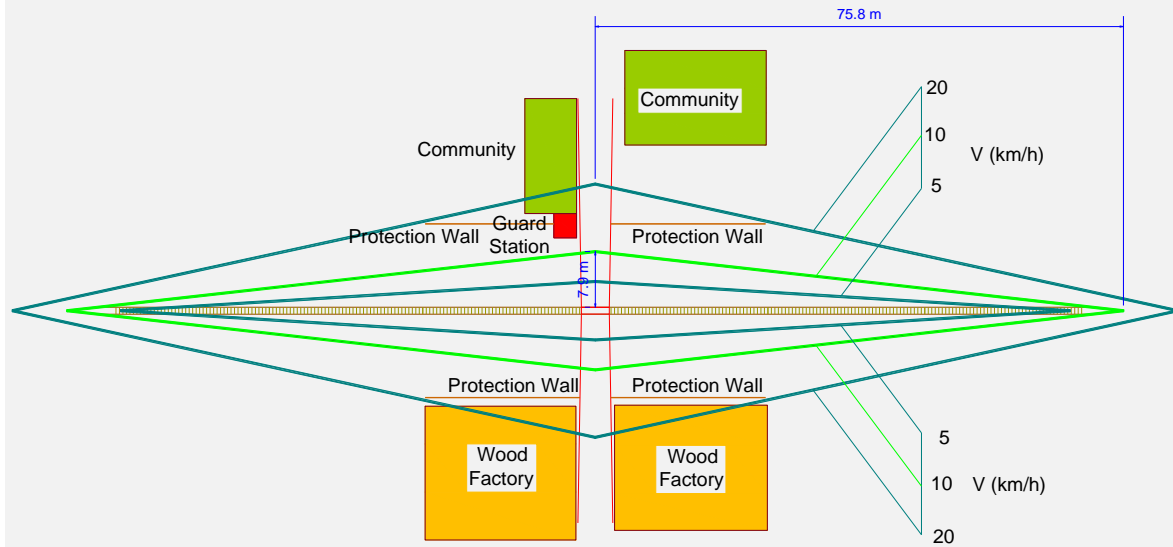 75.8 m
20
Community
10
Community
V (km/h)
5
Guard
Station
Protection Wall
Protection Wall
7.9 m
Protection Wall
Protection Wall
5
Wood
Factory
Wood
Factory
10
V (km/h)
20